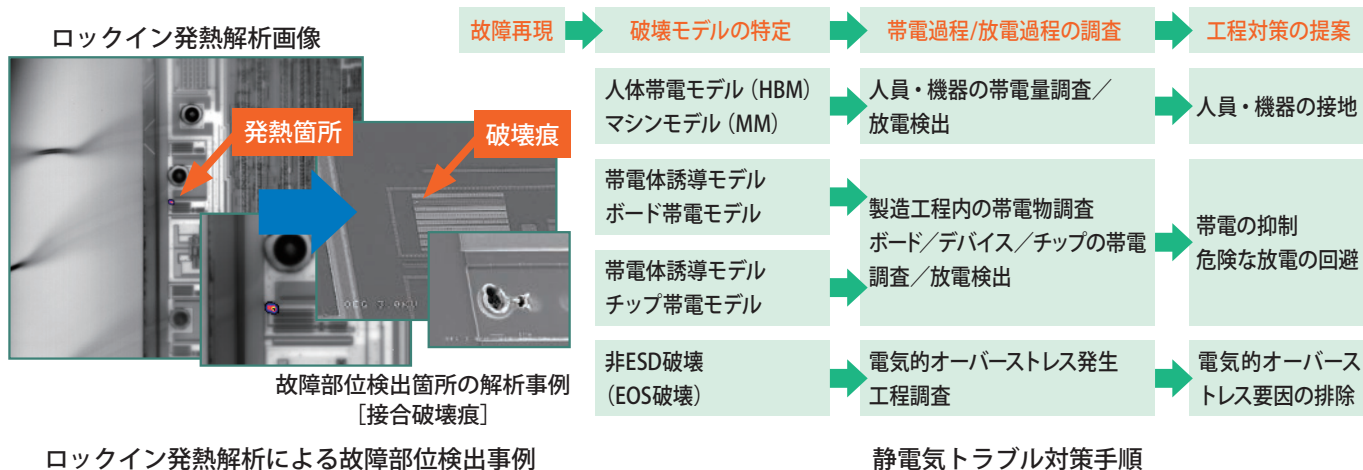 ロックイン発熱解析画像
発熱箇所
破壊痕
故障部位検出箇所の解析事例
［接合破壊痕］
ロックイン発熱解析による故障部位検出事例
故障再現
破壊モデルの特定
帯電過程/放電過程の調査
工程対策の提案
人体帯電モデル（HBM）
マシンモデル（MM）
人員・機器の帯電量調査／
放電検出
人員・機器の接地
帯電体誘導モデル
ボード帯電モデル
帯電体誘導モデル
チップ帯電モデル
製造工程内の帯電物調査
ボード／デバイス／チップの帯電
調査／放電検出
帯電の抑制
危険な放電の回避
非ESD破壊
（EOS破壊）
電気的オーバーストレス発生
工程調査
電気的オーバース
トレス要因の排除
静電気トラブル対策手順